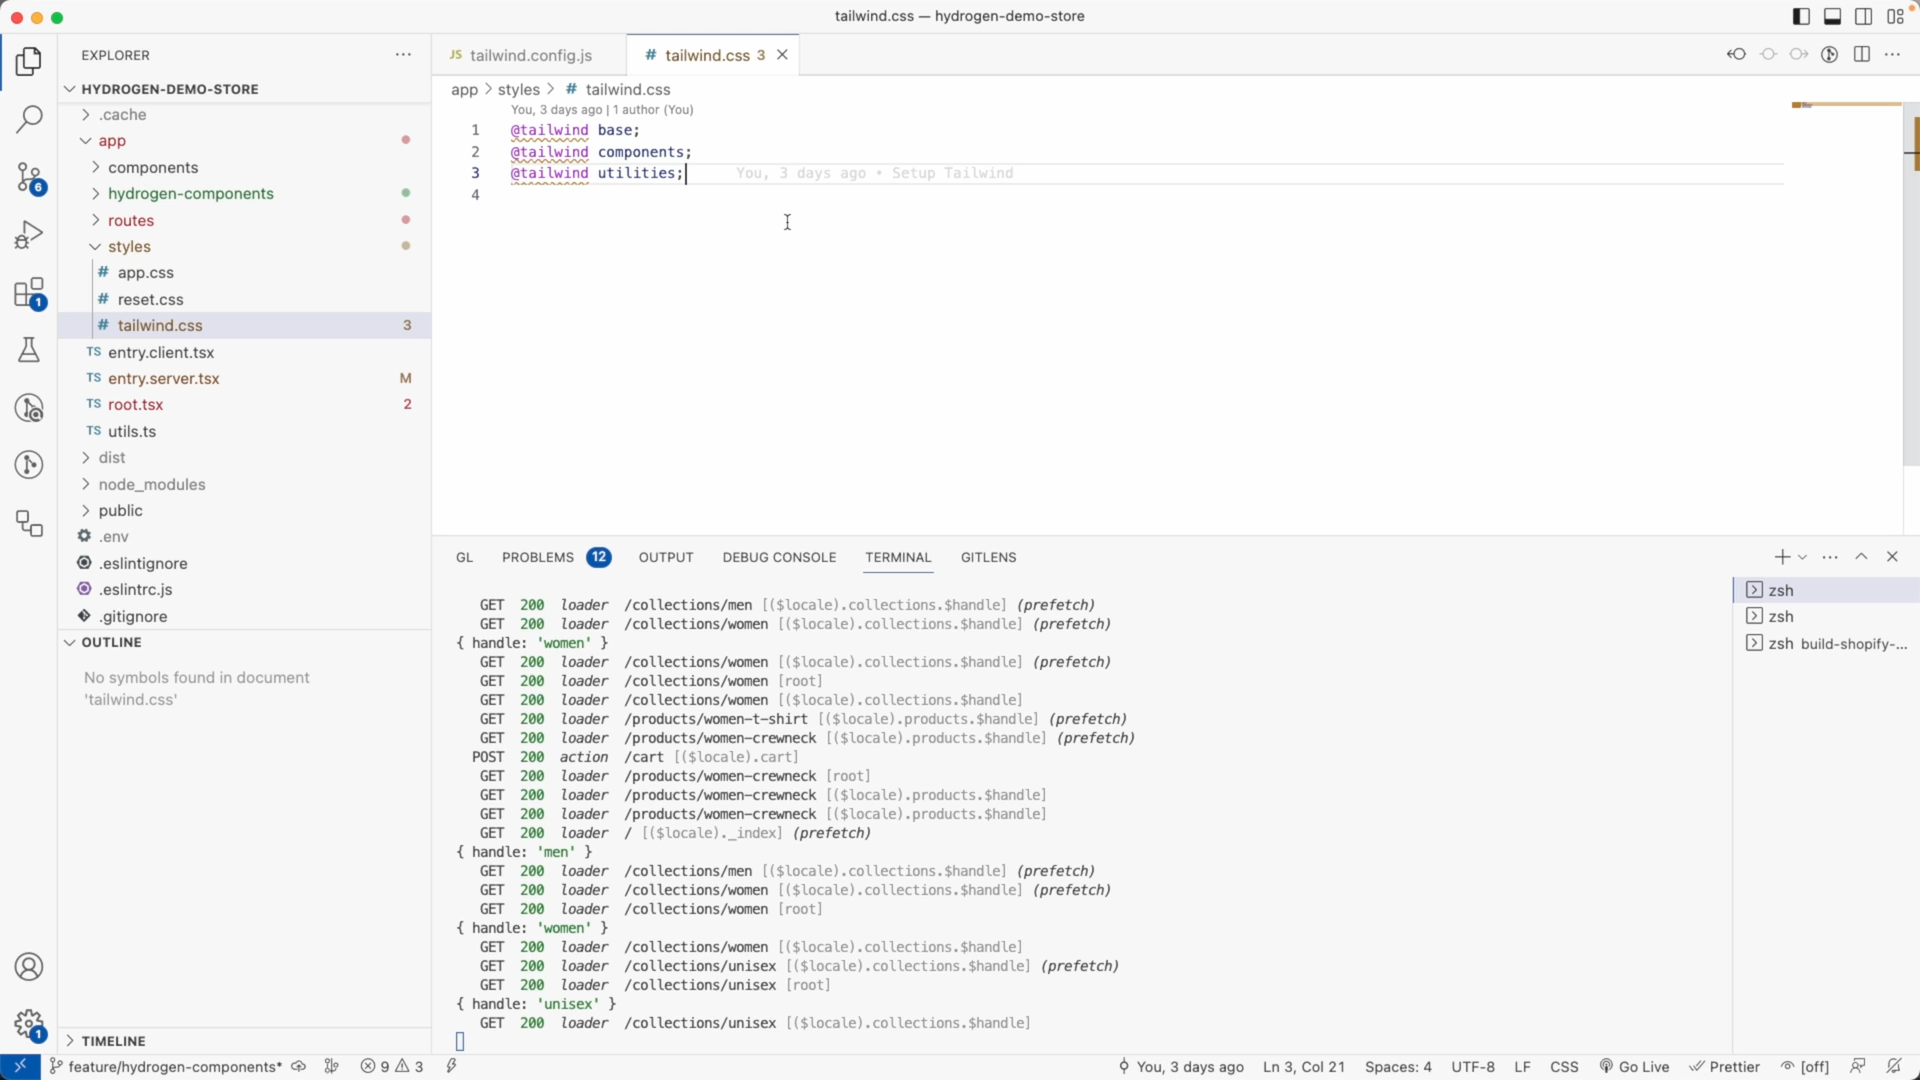 tailwind.css — hydrogen-demo-store
EXPLORER
HYDROGEN-DEMO-STORE
.cache
app
components
hydrogen-components
routes
styles
# app.css
# reset.css
# tailwind.css 3
TS entry.client.tsx
TS entry.server.tsx M
TS root.tsx 2
TS utils.ts
dist
node_modules
public
.env
.eslintignore
.eslintrc.js
.gitignore
OUTLINE
No symbols found in document
'tailwind.css'
TIMELINE
6
1
1
JS tailwind.config.js
# tailwind.css 3
app > styles > # tailwind.css
You, 3 days ago | 1 author (You)
1 @tailwind base;
2 @tailwind components;
3 @tailwind utilities; You, 3 days ago • Setup Tailwind
4
GL PROBLEMS 12 OUTPUT DEBUG CONSOLE TERMINAL GITLENS
GET 200 loader /collections/men [($locale).collections.$handle] (prefetch)
GET 200 loader /collections/women [($locale).collections.$handle] (prefetch)
{ handle: 'women' }
GET 200 loader /collections/women [($locale).collections.$handle] (prefetch)
GET 200 loader /collections/women [root]
GET 200 loader /collections/women [($locale).collections.$handle]
GET 200 loader /products/women-t-shirt [($locale).products.$handle] (prefetch)
GET 200 loader /products/women-crewneck [($locale).products.$handle] (prefetch)
POST 200 action /cart [($locale).cart]
GET 200 loader /products/women-crewneck [root]
GET 200 loader /products/women-crewneck [($locale).products.$handle]
GET 200 loader /products/women-crewneck [($locale).products.$handle]
GET 200 loader / [($locale)._index] (prefetch)
{ handle: 'men' }
GET 200 loader /collections/men [($locale).collections.$handle] (prefetch)
GET 200 loader /collections/women [($locale).collections.$handle] (prefetch)
GET 200 loader /collections/women [root]
{ handle: 'women' }
GET 200 loader /collections/women [($locale).collections.$handle]
GET 200 loader /collections/unisex [($locale).collections.$handle] (prefetch)
GET 200 loader /collections/unisex [root]
{ handle: 'unisex' }
GET 200 loader /collections/unisex [($locale).collections.$handle]
zsh
zsh
zsh build-shopify-...
feature/hydrogen-components* 9 3 You, 3 days ago Ln 3, Col 21 Spaces: 4 UTF-8 LF CSS Go Live Prettier [off]